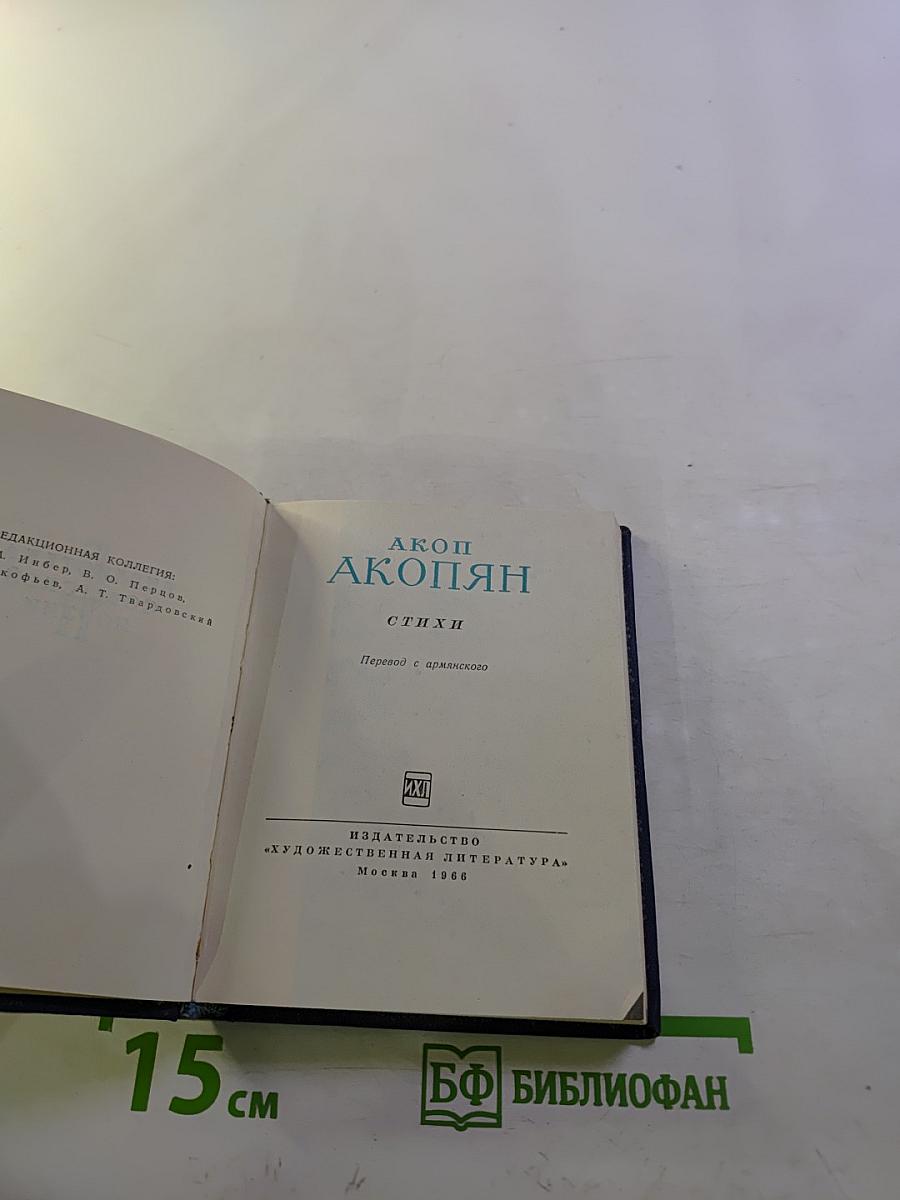 ЕДАКЦИОННАЯ КОЛЛЕГИЯ:
Инбер, В. О. Перцов,
кофьев, А. Т. Твардовский
АКОП
АКОПЯН
СТИХИ
Перевод с армянского
ИХЛ
ИЗДАТЕЛЬСТВО
«ХУДОЖЕСТВЕННАЯ ЛИТЕРАТУРА»
Москва 1966
15 см
БФ БИБЛИОФАН